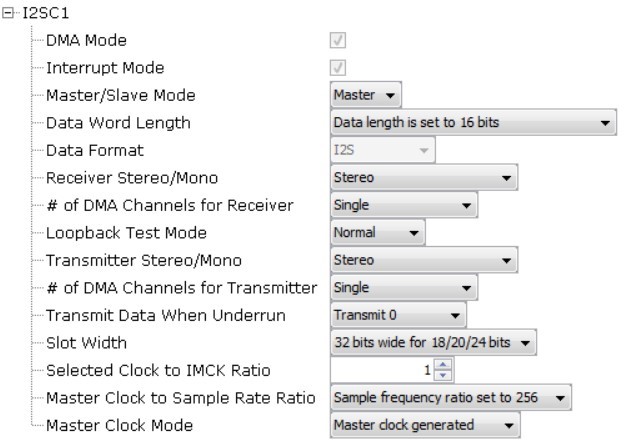 I2SC1
DMA Mode
Interrupt Mode
Master/Slave Mode Master
Data Word Length Data length is set to 16 bits
Data Format I2S
Receiver Stereo/Mono Stereo
# of DMA Channels for Receiver Single
Loopback Test Mode Normal
Transmitter Stereo/Mono Stereo
# of DMA Channels for Transmitter Single
Transmit Data When Underrun Transmit 0
Slot Width 32 bits wide for 18/20/24 bits
Selected Clock to IMCK Ratio 1
Master Clock to Sample Rate Ratio Sample frequency ratio set to 256
Master Clock Mode Master clock generated